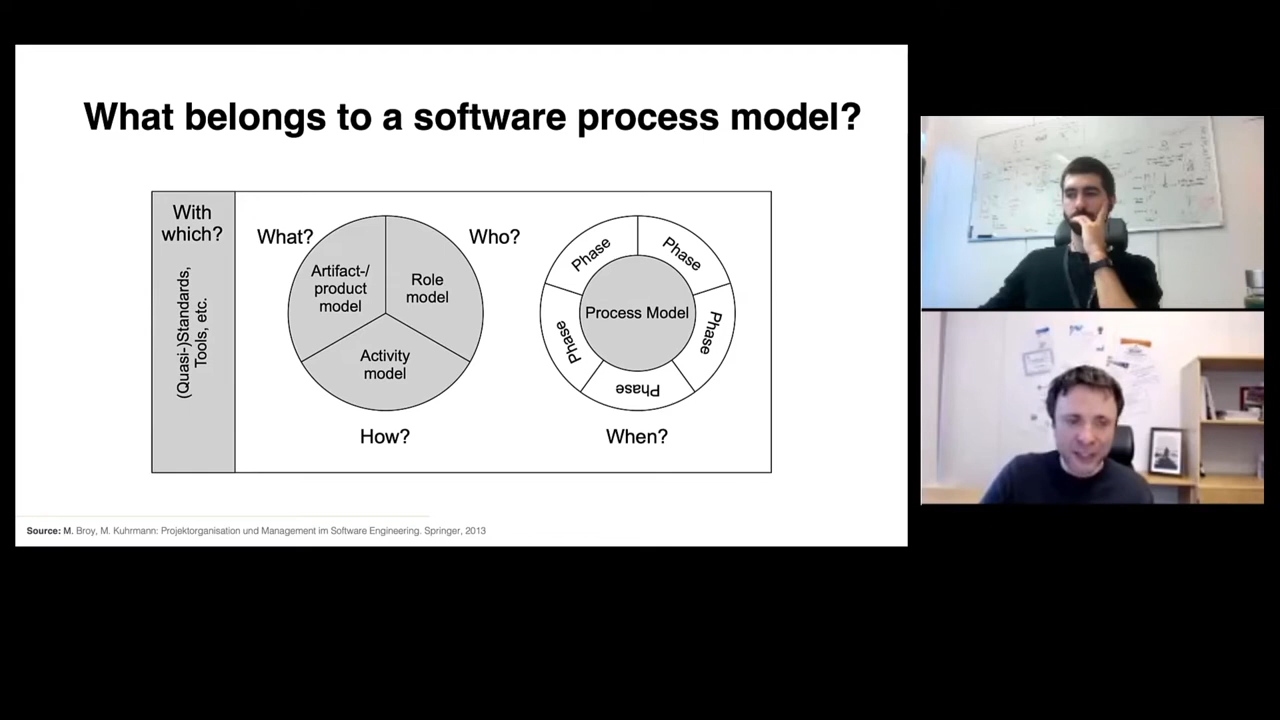 What belongs to a software process model?
With
which?
(Quasi-)Standards,
Tools, etc.
What?
Who?
Artifact-/
product
model
Role
model
Activity
model
How?
Phase
Phase
Phase
Phase
Phase
Process Model
When?
Source: M. Broy, M. Kuhrmann: Projektorganisation und Management im Software Engineering. Springer, 2013